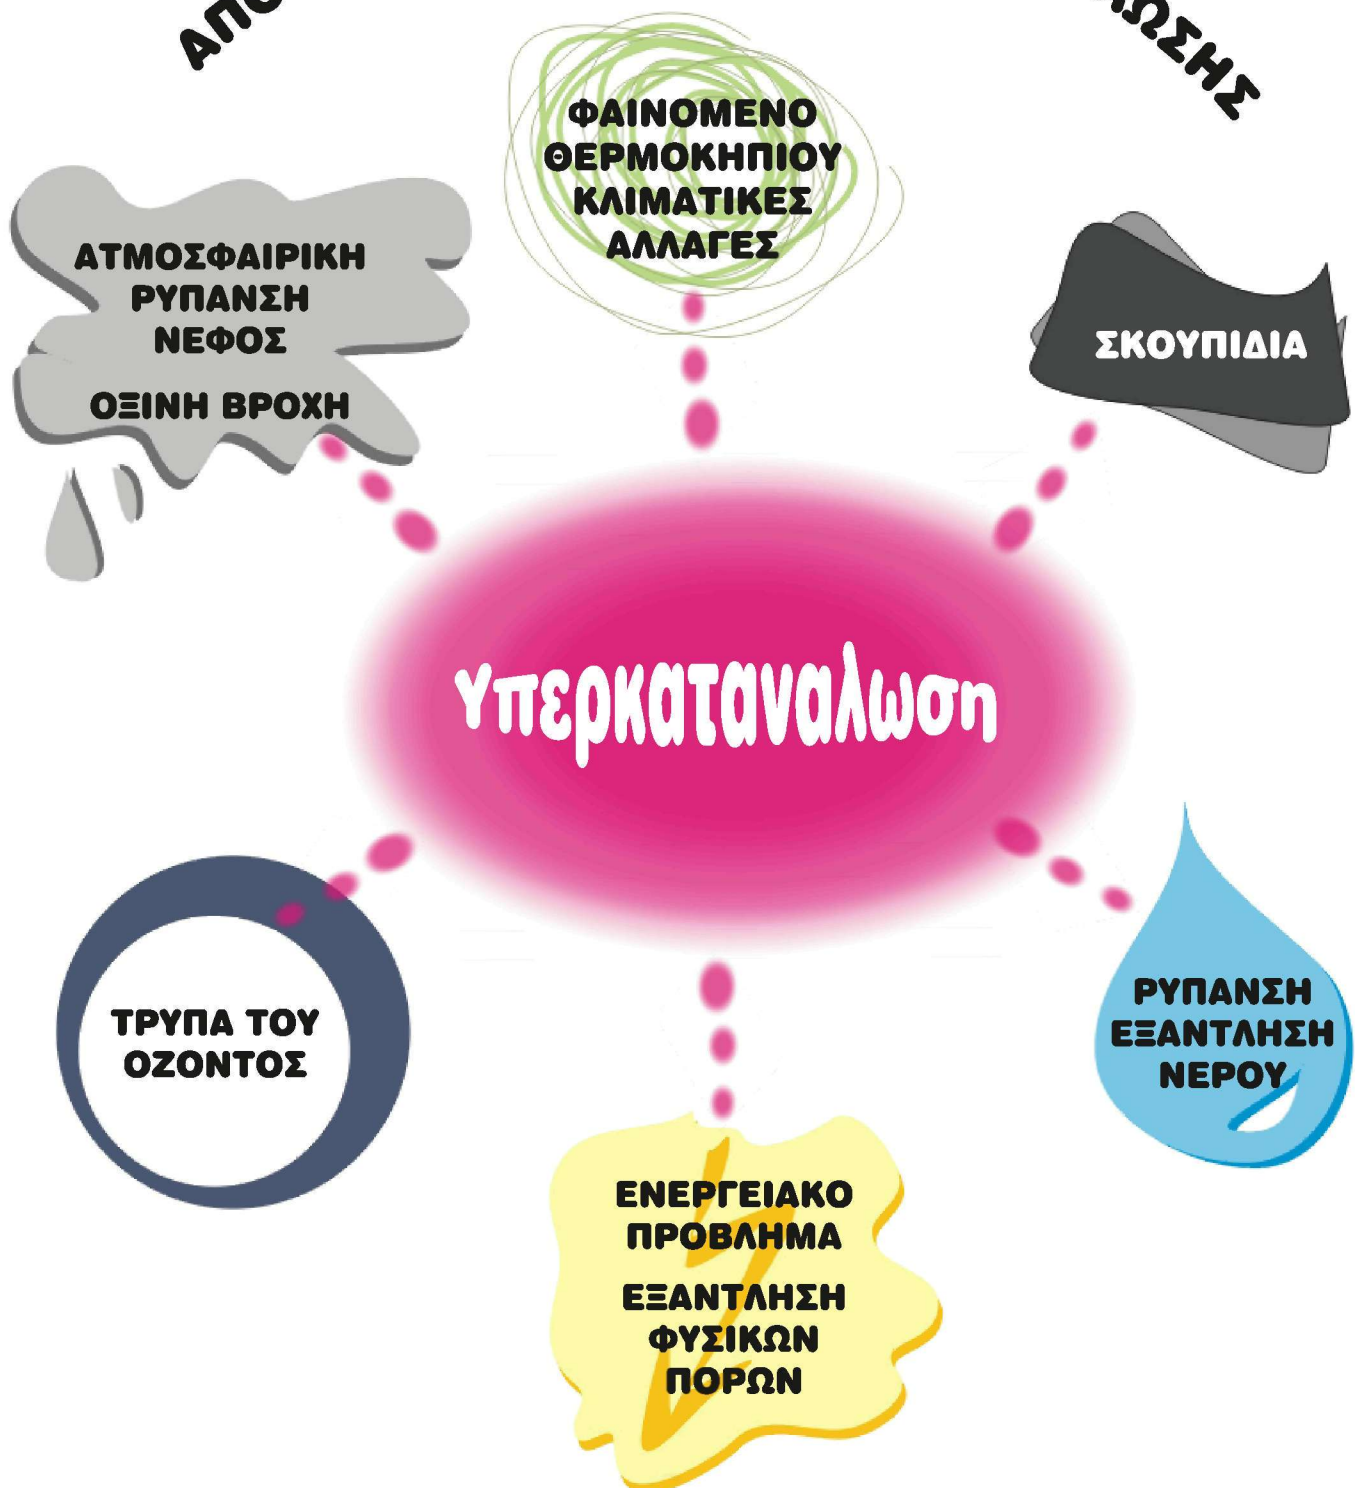 ΦΑΙΝΟΜΕΝΟ
ΘΕΡΜΟΚΗΠΙΟΥ
ΚΛΙΜΑΤΙΚΕΣ
ΑΛΛΑΓΕΣ
ΑΤΜΟΣΦΑΙΡΙΚΗ
ΡΥΠΑΝΣΗ
ΝΕΦΟΣ
ΟΞΙΝΗ ΒΡΟΧΗ
ΣΚΟΥΠΙΔΙΑ
Υπερκαταναλωση
ΤΡΥΠΑ ΤΟΥ
ΟΖΟΝΤΟΣ
ΡΥΠΑΝΣΗ
ΕΞΑΝΤΛΗΣΗ
ΝΕΡΟΥ
ΕΝΕΡΓΕΙΑΚΟ
ΠΡΟΒΛΗΜΑ
ΕΞΑΝΤΛΗΣΗ
ΦΥΣΙΚΩΝ
ΠΟΡΩΝ